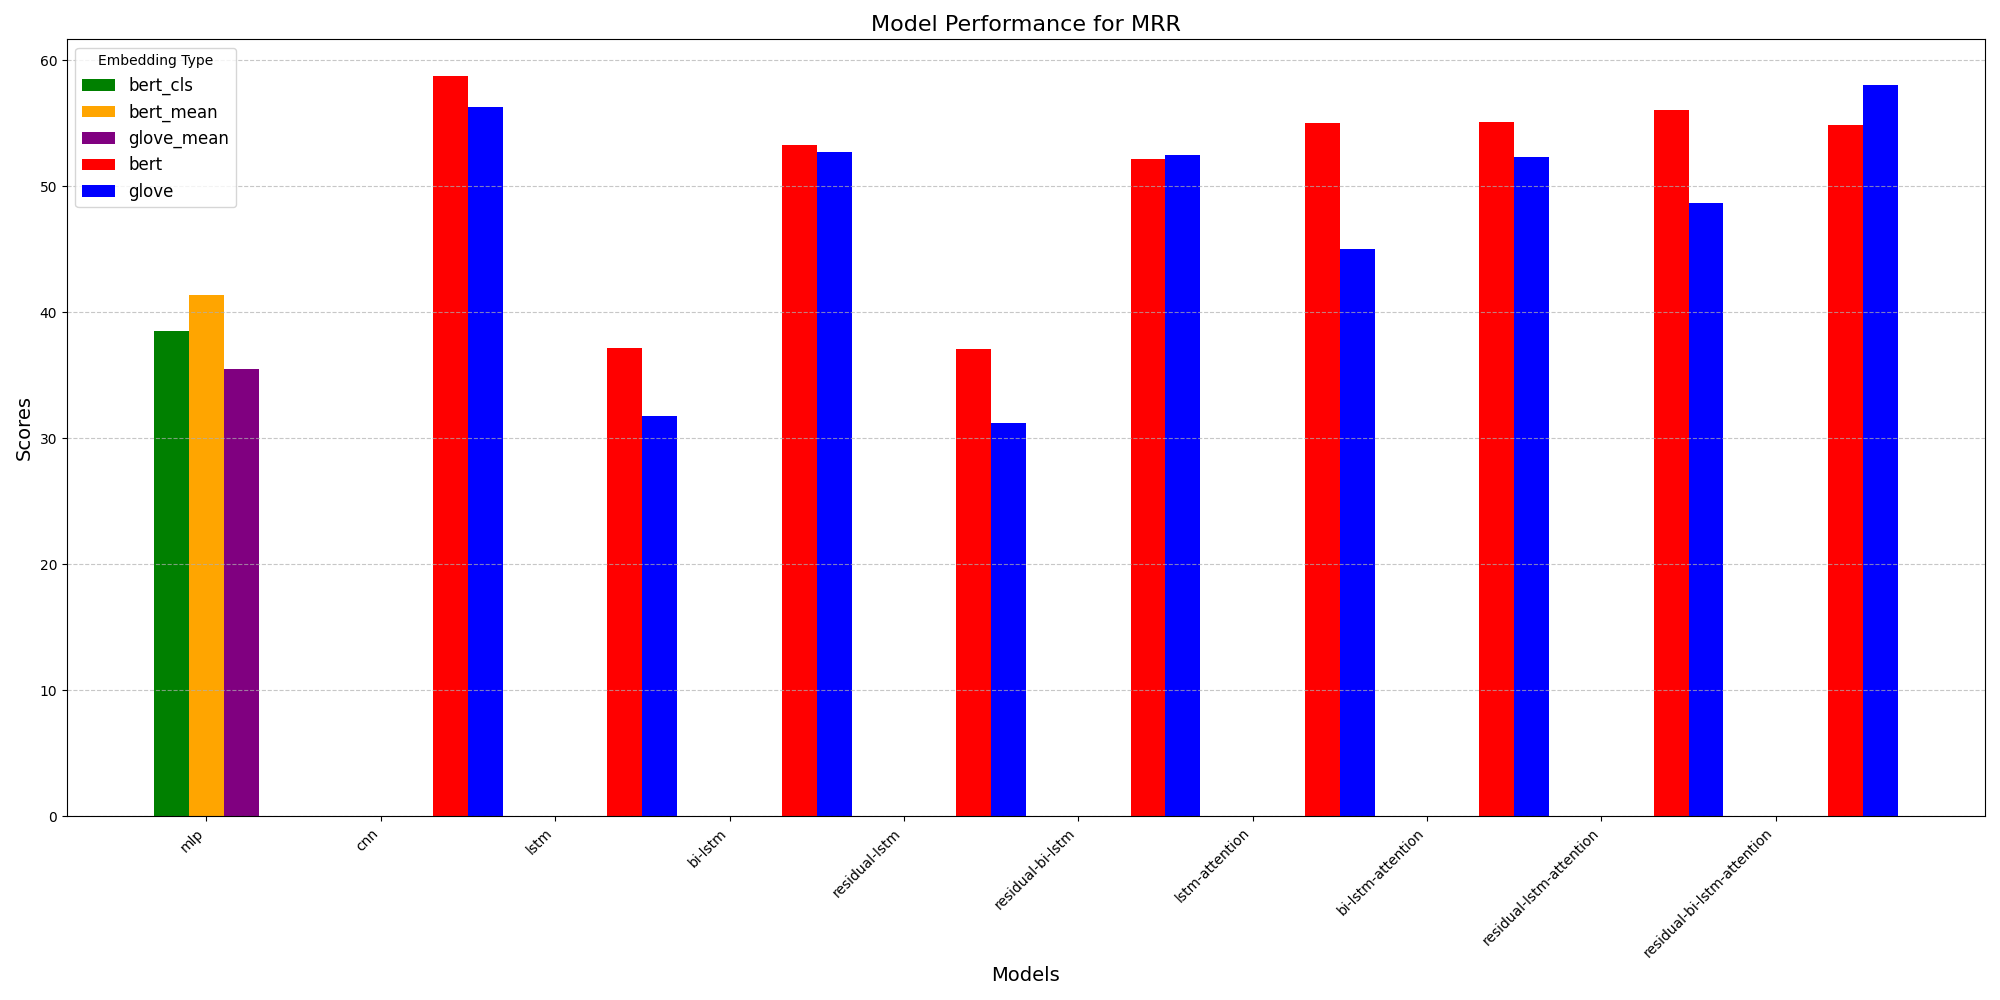 Model Performance for MRR
Embedding Type
bert_cls
bert_mean
glove_mean
bert
glove
60
50
40
30
20
10
0
Scores
mlp
cnn
lstm
bi-lstm
residual-lstm
residual-bi-lstm
lstm-attention
bi-lstm-attention
residual-lstm-attention
residual-bi-lstm-attention
Models